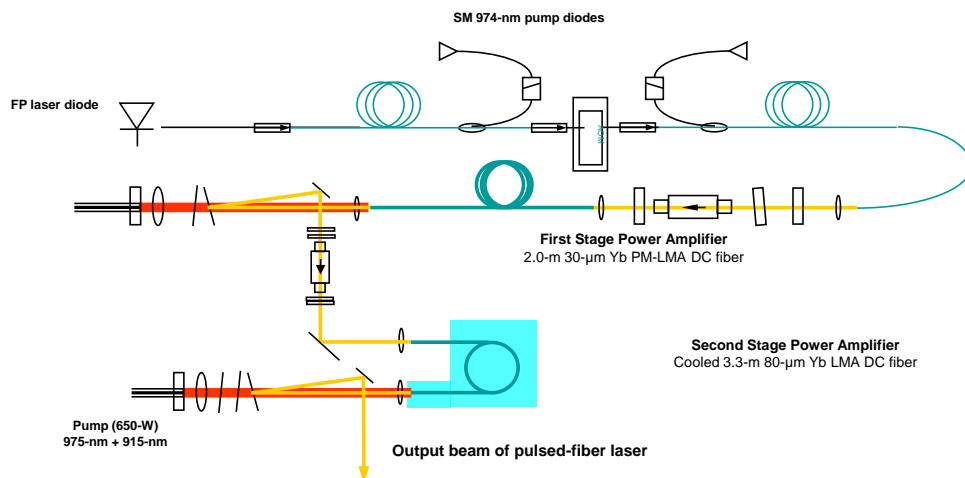 SM 974-nm pump diodes
FP laser diode
AOM
First Stage Power Amplifier
2.0-m 30-µm Yb PM-LMA DC fiber
Second Stage Power Amplifier
Cooled 3.3-m 80-µm Yb LMA DC fiber
Pump (650-W)
975-nm + 915-nm
Output beam of pulsed-fiber laser